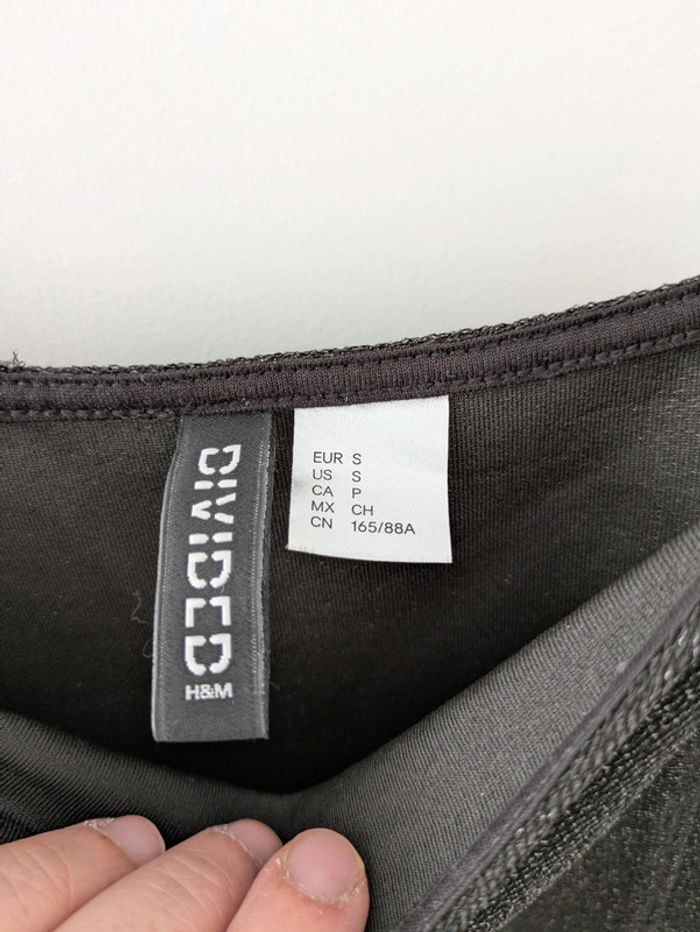 DIVIDED
H&M
EUR S
US S
CA P
MX CH
CN 165/88A